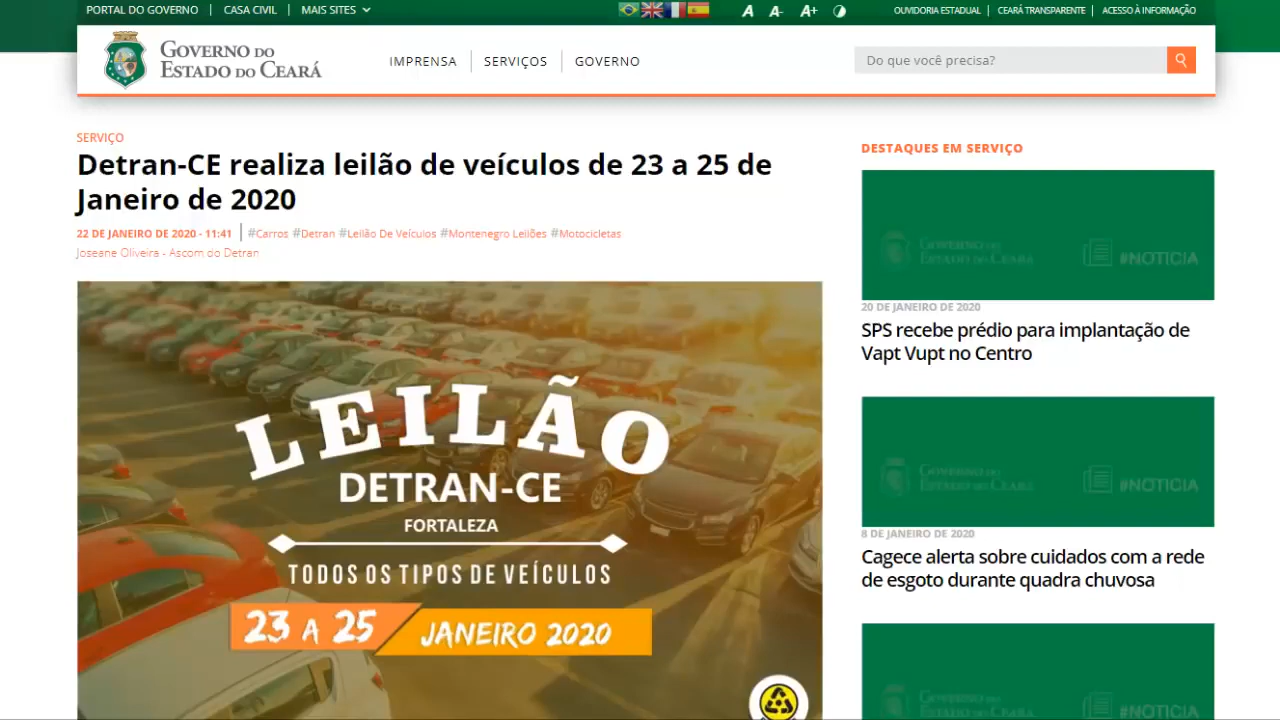 PORTAL DO GOVERNO
CASA CIVIL
MAIS SITES
A A- A+
OUVIDORIA ESTADUAL
CEARÁ TRANSPARENTE
ACESSO À INFORMAÇÃO
GOVERNO DO
ESTADO DO CEARÁ
IMPRENSA
SERVIÇOS
GOVERNO
Do que você precisa?
SERVIÇO
Detran-CE realiza leilão de veículos de 23 a 25 de
Janeiro de 2020
22 DE JANEIRO DE 2020 - 11:41 #Carros #Detran #Leilão De Veículos #Montenegro Leilões #Motocicletas
Joseane Oliveira - Ascom do Detran
LEILÃO
DETRAN-CE
FORTALEZA
TODOS OS TIPOS DE VEÍCULOS
23 A 25 JANEIRO 2020
DESTAQUES EM SERVIÇO
GOVERNO DO
ESTADO DO CEARÁ
#NOTICIA
20 DE JANEIRO DE 2020
SPS recebe prédio para implantação de
Vapt Vupt no Centro
GOVERNO DO
ESTADO DO CEARÁ
#NOTICIA
8 DE JANEIRO DE 2020
Cagece alerta sobre cuidados com a rede
de esgoto durante quadra chuvosa
GOVERNO DO
ESTADO DO CEARÁ
#NOTICIA